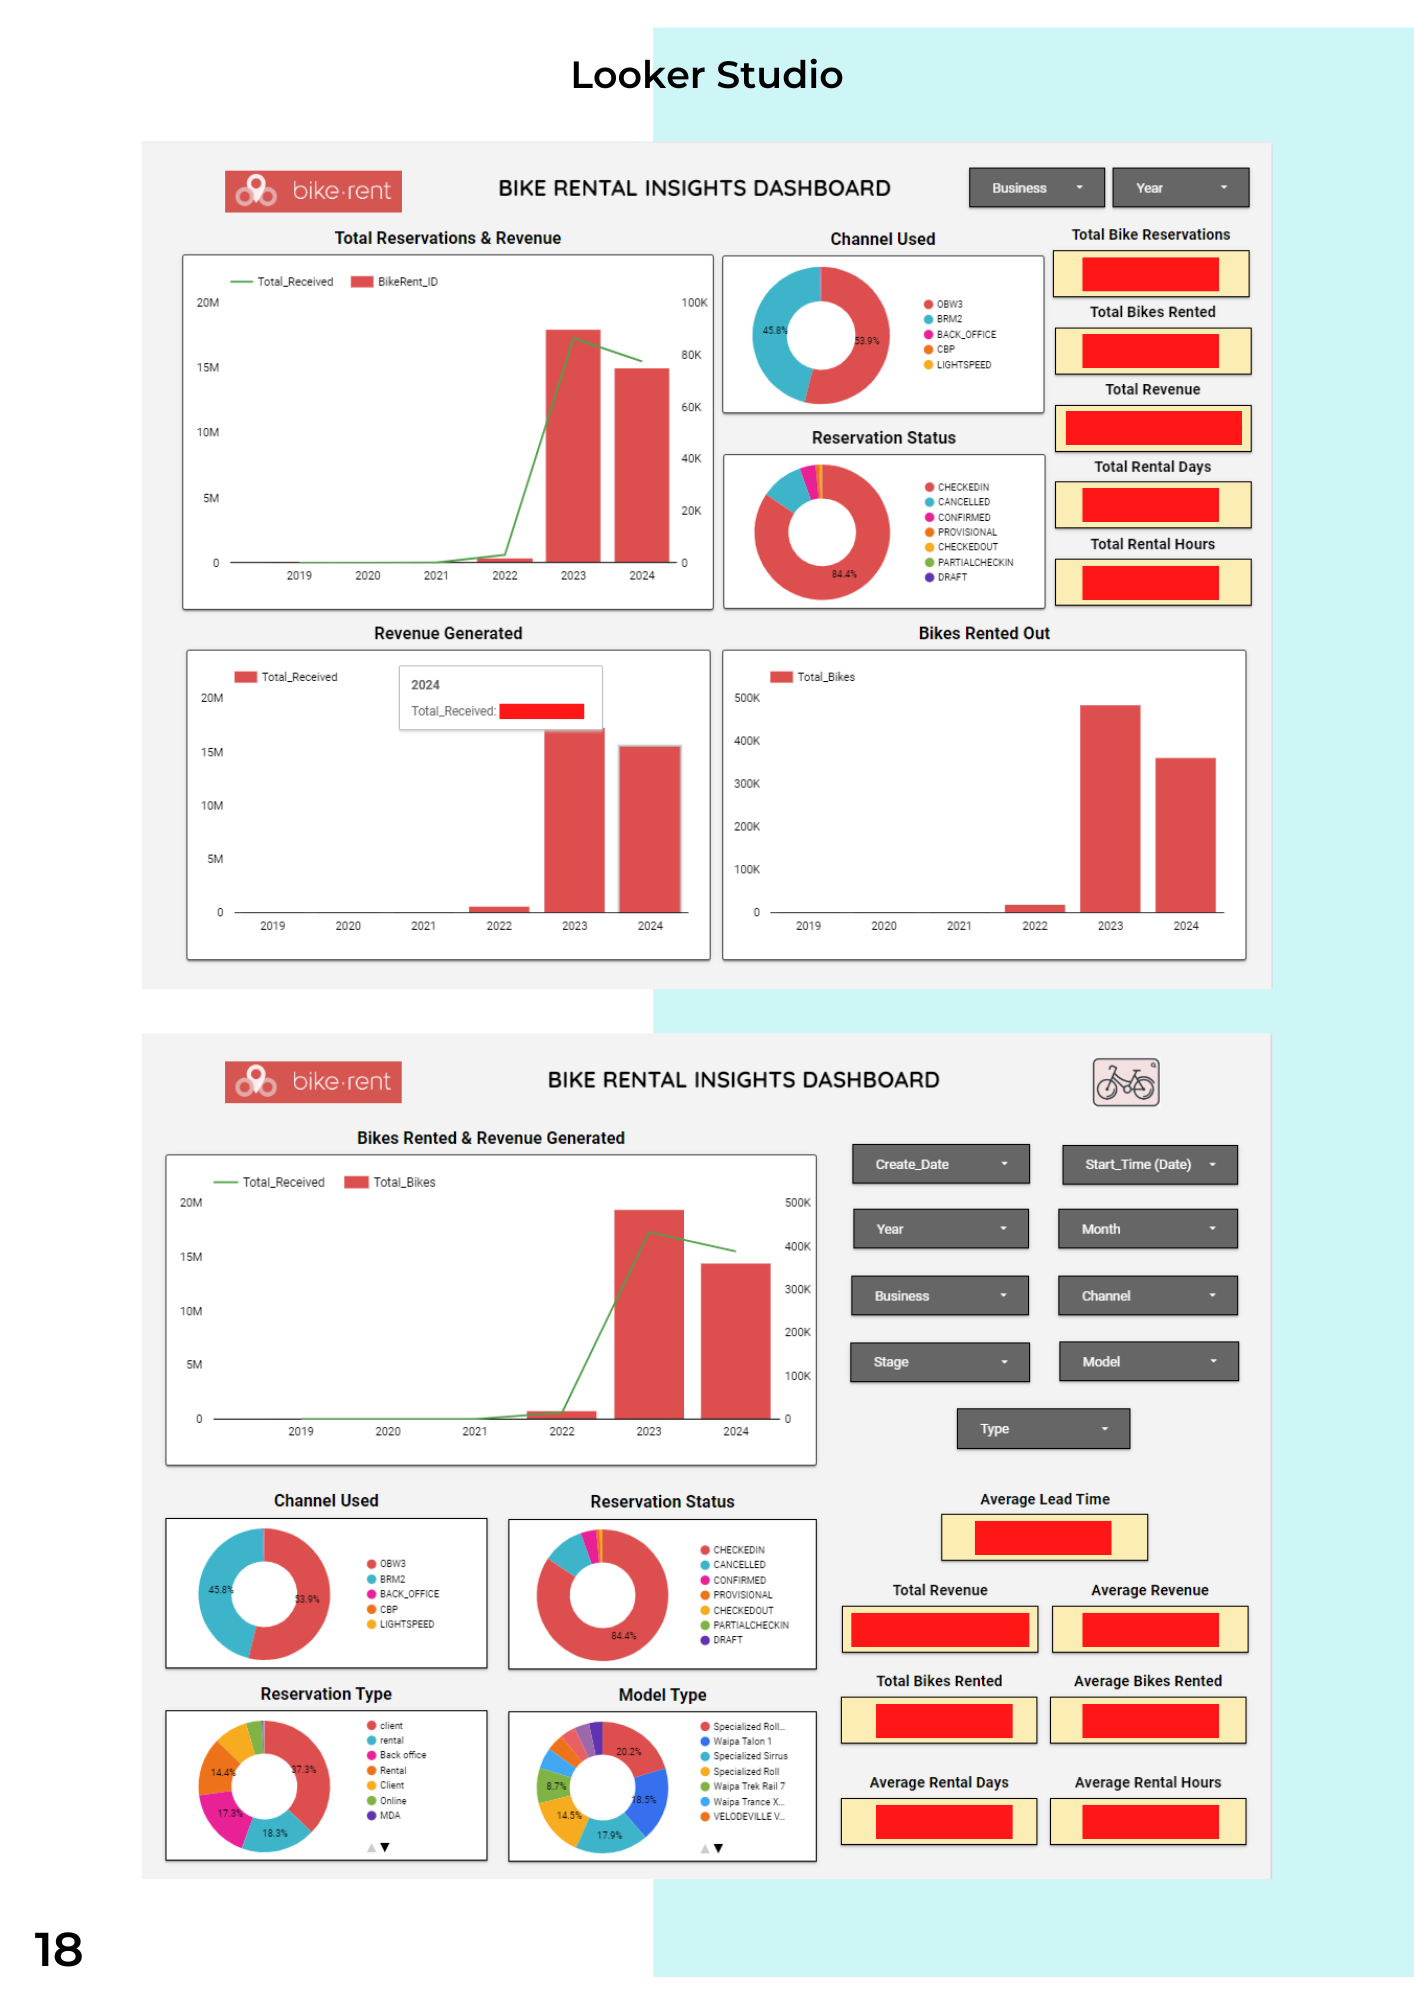 Looker Studio
bike·rent
BIKE RENTAL INSIGHTS DASHBOARD
Business
Year
Total Reservations & Revenue
Total_Received
BikeRent_ID
20M
15M
10M
5M
0
100K
80K
60K
40K
20K
0
2019 2020 2021 2022 2023 2024
Channel Used
45.8%
53.9%
OBW3
BRM2
BACK_OFFICE
CBP
LIGHTSPEED
Reservation Status
84.4%
CHECKEDIN
CANCELLED
CONFIRMED
PROVISIONAL
CHECKEDOUT
PARTIALCHECKIN
DRAFT
Total Bike Reservations
Total Bikes Rented
Total Revenue
Total Rental Days
Total Rental Hours
Revenue Generated
Total_Received
2024
Total_Received:
20M
15M
10M
5M
0
2019 2020 2021 2022 2023 2024
Bikes Rented Out
Total_Bikes
500K
400K
300K
200K
100K
0
2019 2020 2021 2022 2023 2024
bike·rent
BIKE RENTAL INSIGHTS DASHBOARD
Bikes Rented & Revenue Generated
Total_Received
Total_Bikes
20M
15M
10M
5M
0
500K
400K
300K
200K
100K
0
2019 2020 2021 2022 2023 2024
Create_Date
Start_Time (Date)
Year
Month
Business
Channel
Stage
Model
Type
Channel Used
45.8%
53.9%
OBW3
BRM2
BACK_OFFICE
CBP
LIGHTSPEED
Reservation Status
84.4%
CHECKEDIN
CANCELLED
CONFIRMED
PROVISIONAL
CHECKEDOUT
PARTIALCHECKIN
DRAFT
Reservation Type
14.4%
37.3%
17.3%
18.3%
client
rental
Back office
Rental
Client
Online
MDA
Model Type
20.2%
8.7%
18.5%
14.5%
17.9%
Specialized Roll...
Waipa Talon 1
Specialized Sirrus
Specialized Roll
Waipa Trek Rail 7
Waipa Trance X...
VELODEVILLE V...
Average Lead Time
Total Revenue
Average Revenue
Total Bikes Rented
Average Bikes Rented
Average Rental Days
Average Rental Hours
18